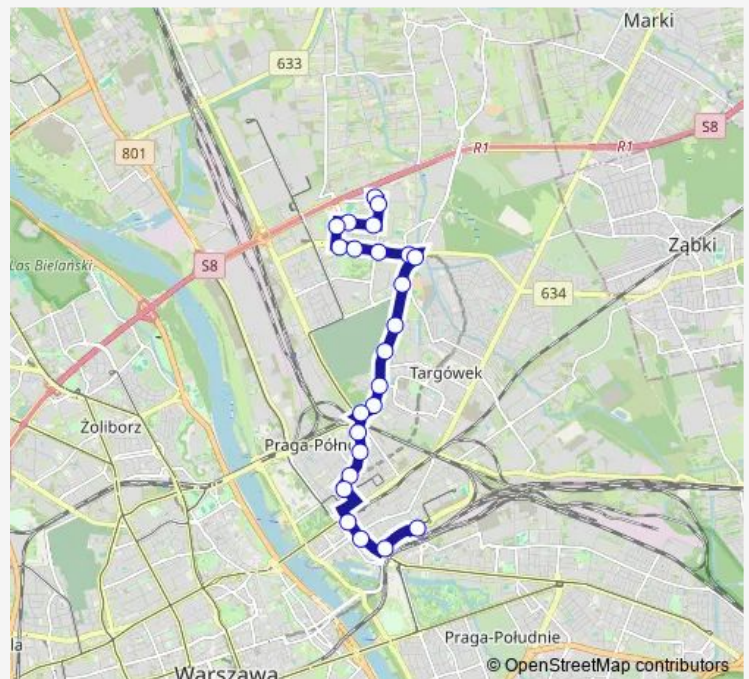 Marki
633
S8
R1
R1
801
Ząbki
Las Bielański
S8
634
Targówek
Żoliborz
Praga-Półn
Praga-Południe
la
Warszawa
© OpenStreetMap contributors